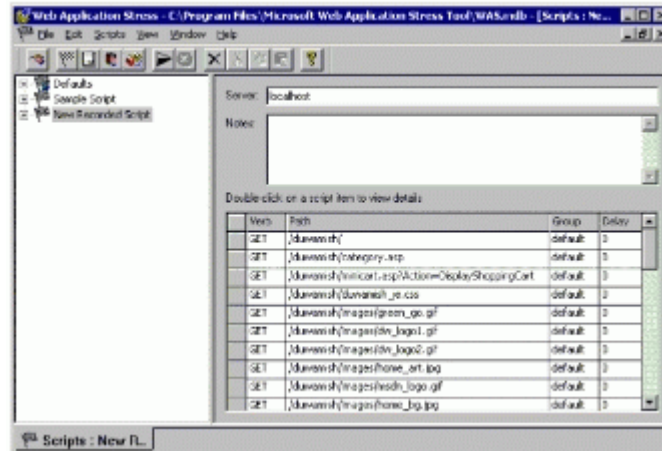 Web Application Stress - C:\Program Files\Microsoft Web Application Stress Tool\WAS.mdb - [Scripts : Ne...
File Edit Scripts View Window Help
Defaults
Sample Script
New Recorded Script
Server: localhost
Notes:
Double-click on a script item to view details
Verb Path Group Delay
GET /duwamish/ default 0
GET /duwamish/category.asp default 0
GET /duwamish/minicart.asp?Action=DisplayShoppingCart default 0
GET /duwamish/duwamish_ie.css default 0
GET /duwamish/images/green_go.gif default 0
GET /duwamish/images/dw_logo1.gif default 0
GET /duwamish/images/dw_logo2.gif default 0
GET /duwamish/images/home_art.jpg default 0
GET /duwamish/images/msdn_logo.gif default 0
GET /duwamish/images/home_bg.jpg default 0
Scripts : New R...